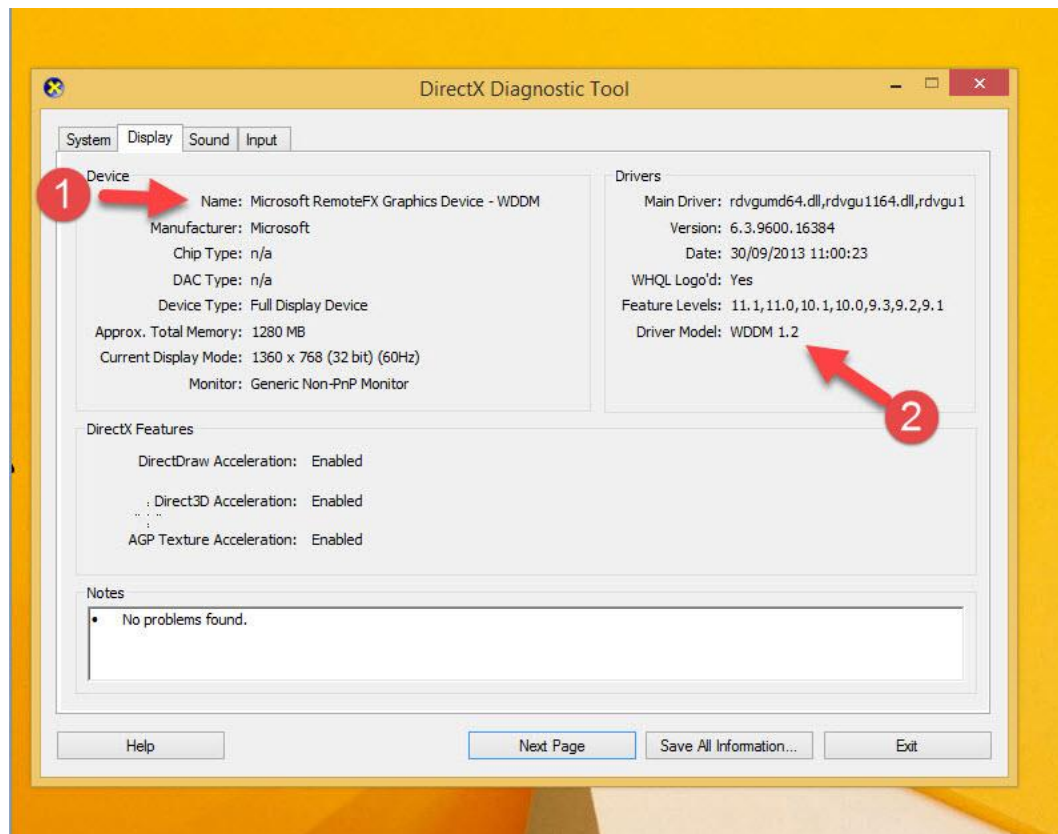 DirectX Diagnostic Tool
System Display Sound Input
Device
1
Name: Microsoft RemoteFX Graphics Device - WDDM
Manufacturer: Microsoft
Chip Type: n/a
DAC Type: n/a
Device Type: Full Display Device
Approx. Total Memory: 1280 MB
Current Display Mode: 1360 x 768 (32 bit) (60Hz)
Monitor: Generic Non-PnP Monitor
Drivers
Main Driver: rdvgumd64.dll,rdvgu1164.dll,rdvgu1
Version: 6.3.9600.16384
Date: 30/09/2013 11:00:23
WHQL Logo'd: Yes
Feature Levels: 11.1,11.0,10.1,10.0,9.3,9.2,9.1
Driver Model: WDDM 1.2
2
DirectX Features
DirectDraw Acceleration: Enabled
Direct3D Acceleration: Enabled
AGP Texture Acceleration: Enabled
Notes
• No problems found.
Help Next Page Save All Information... Exit